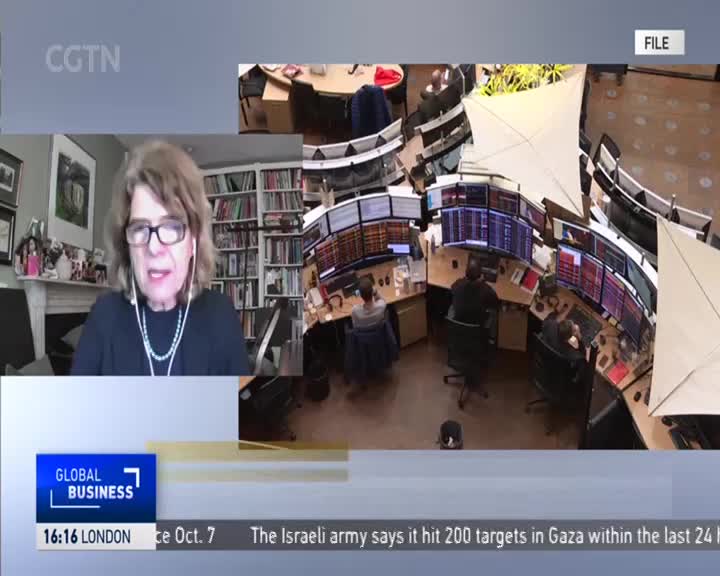 CGTN
FILE
GLOBAL
BUSINESS
16:16 LONDON
ce Oct. 7 The Israeli army says it hit 200 targets in Gaza within the last 24 h